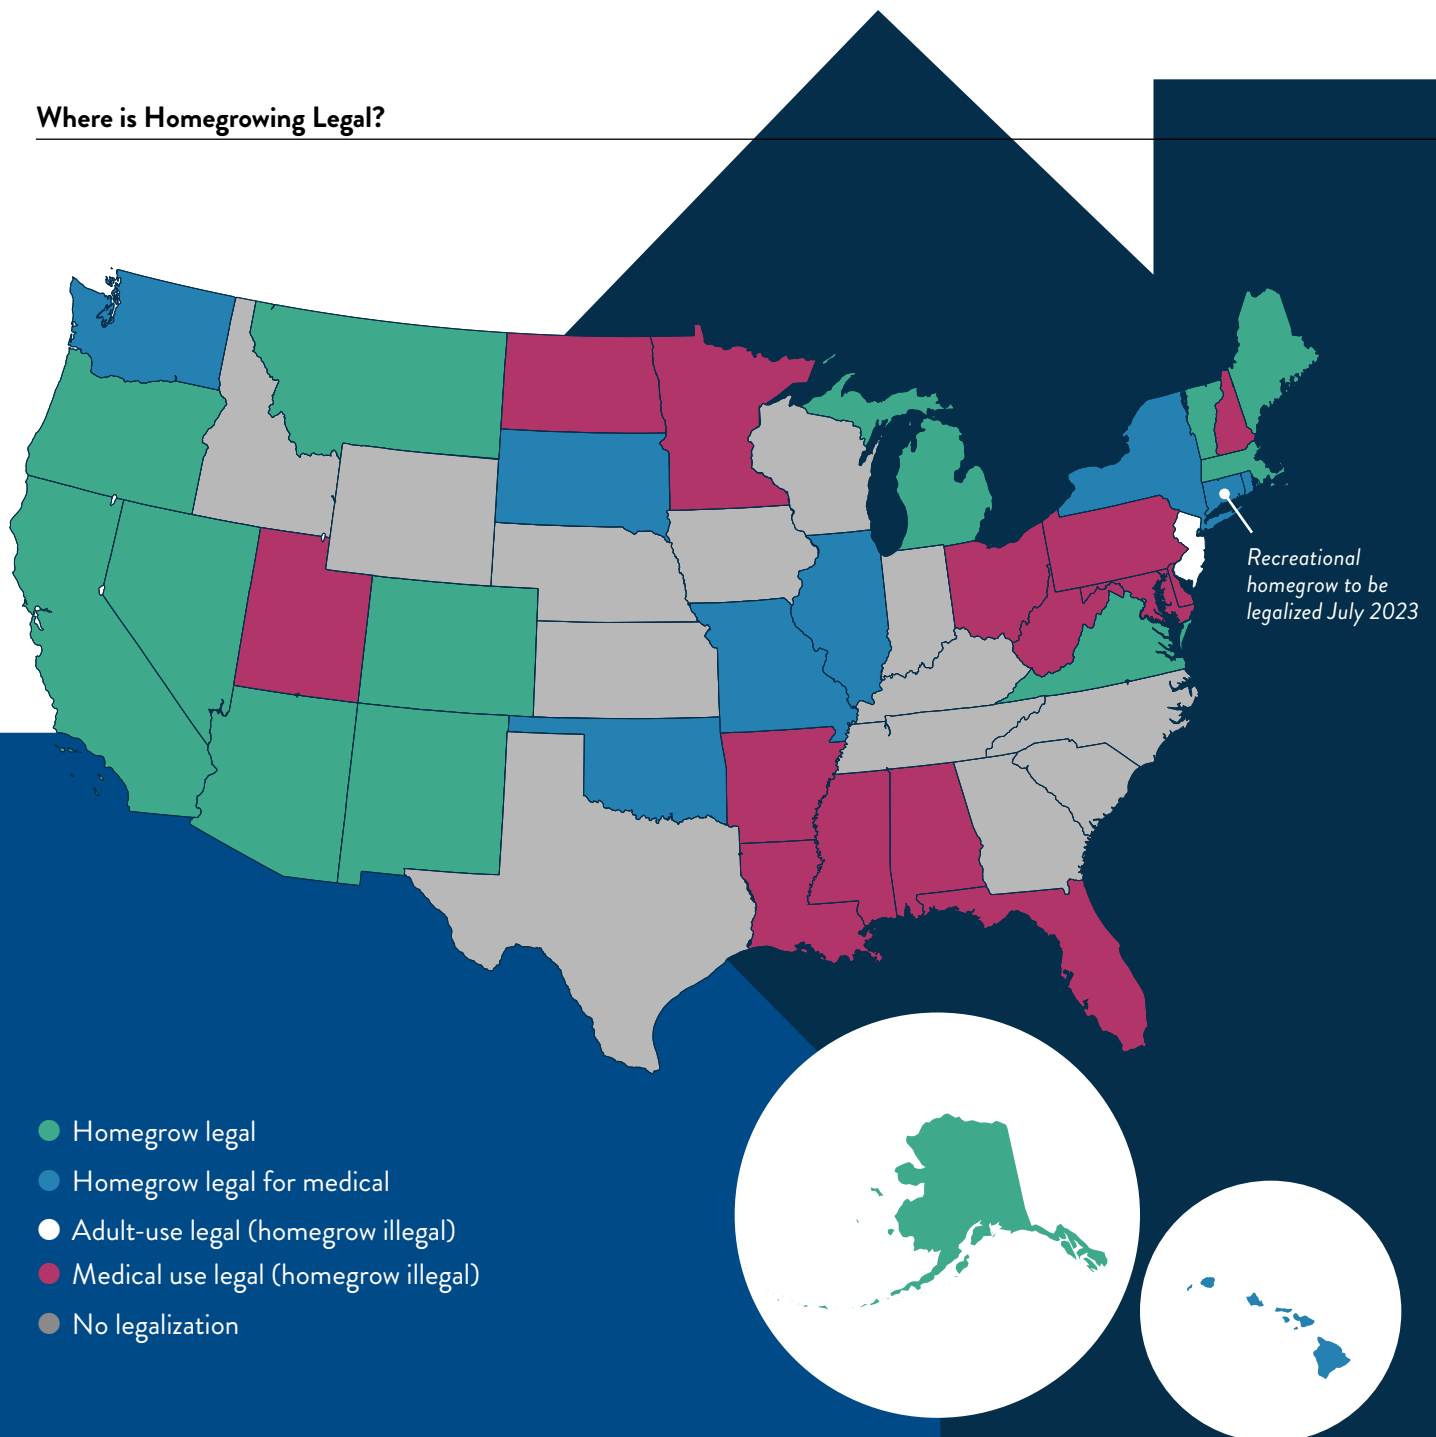 Where is Homegrowing Legal?
Recreational
homegrow to be
legalized July 2023
Homegrow legal
Homegrow legal for medical
Adult-use legal (homegrow illegal)
Medical use legal (homegrow illegal)
No legalization